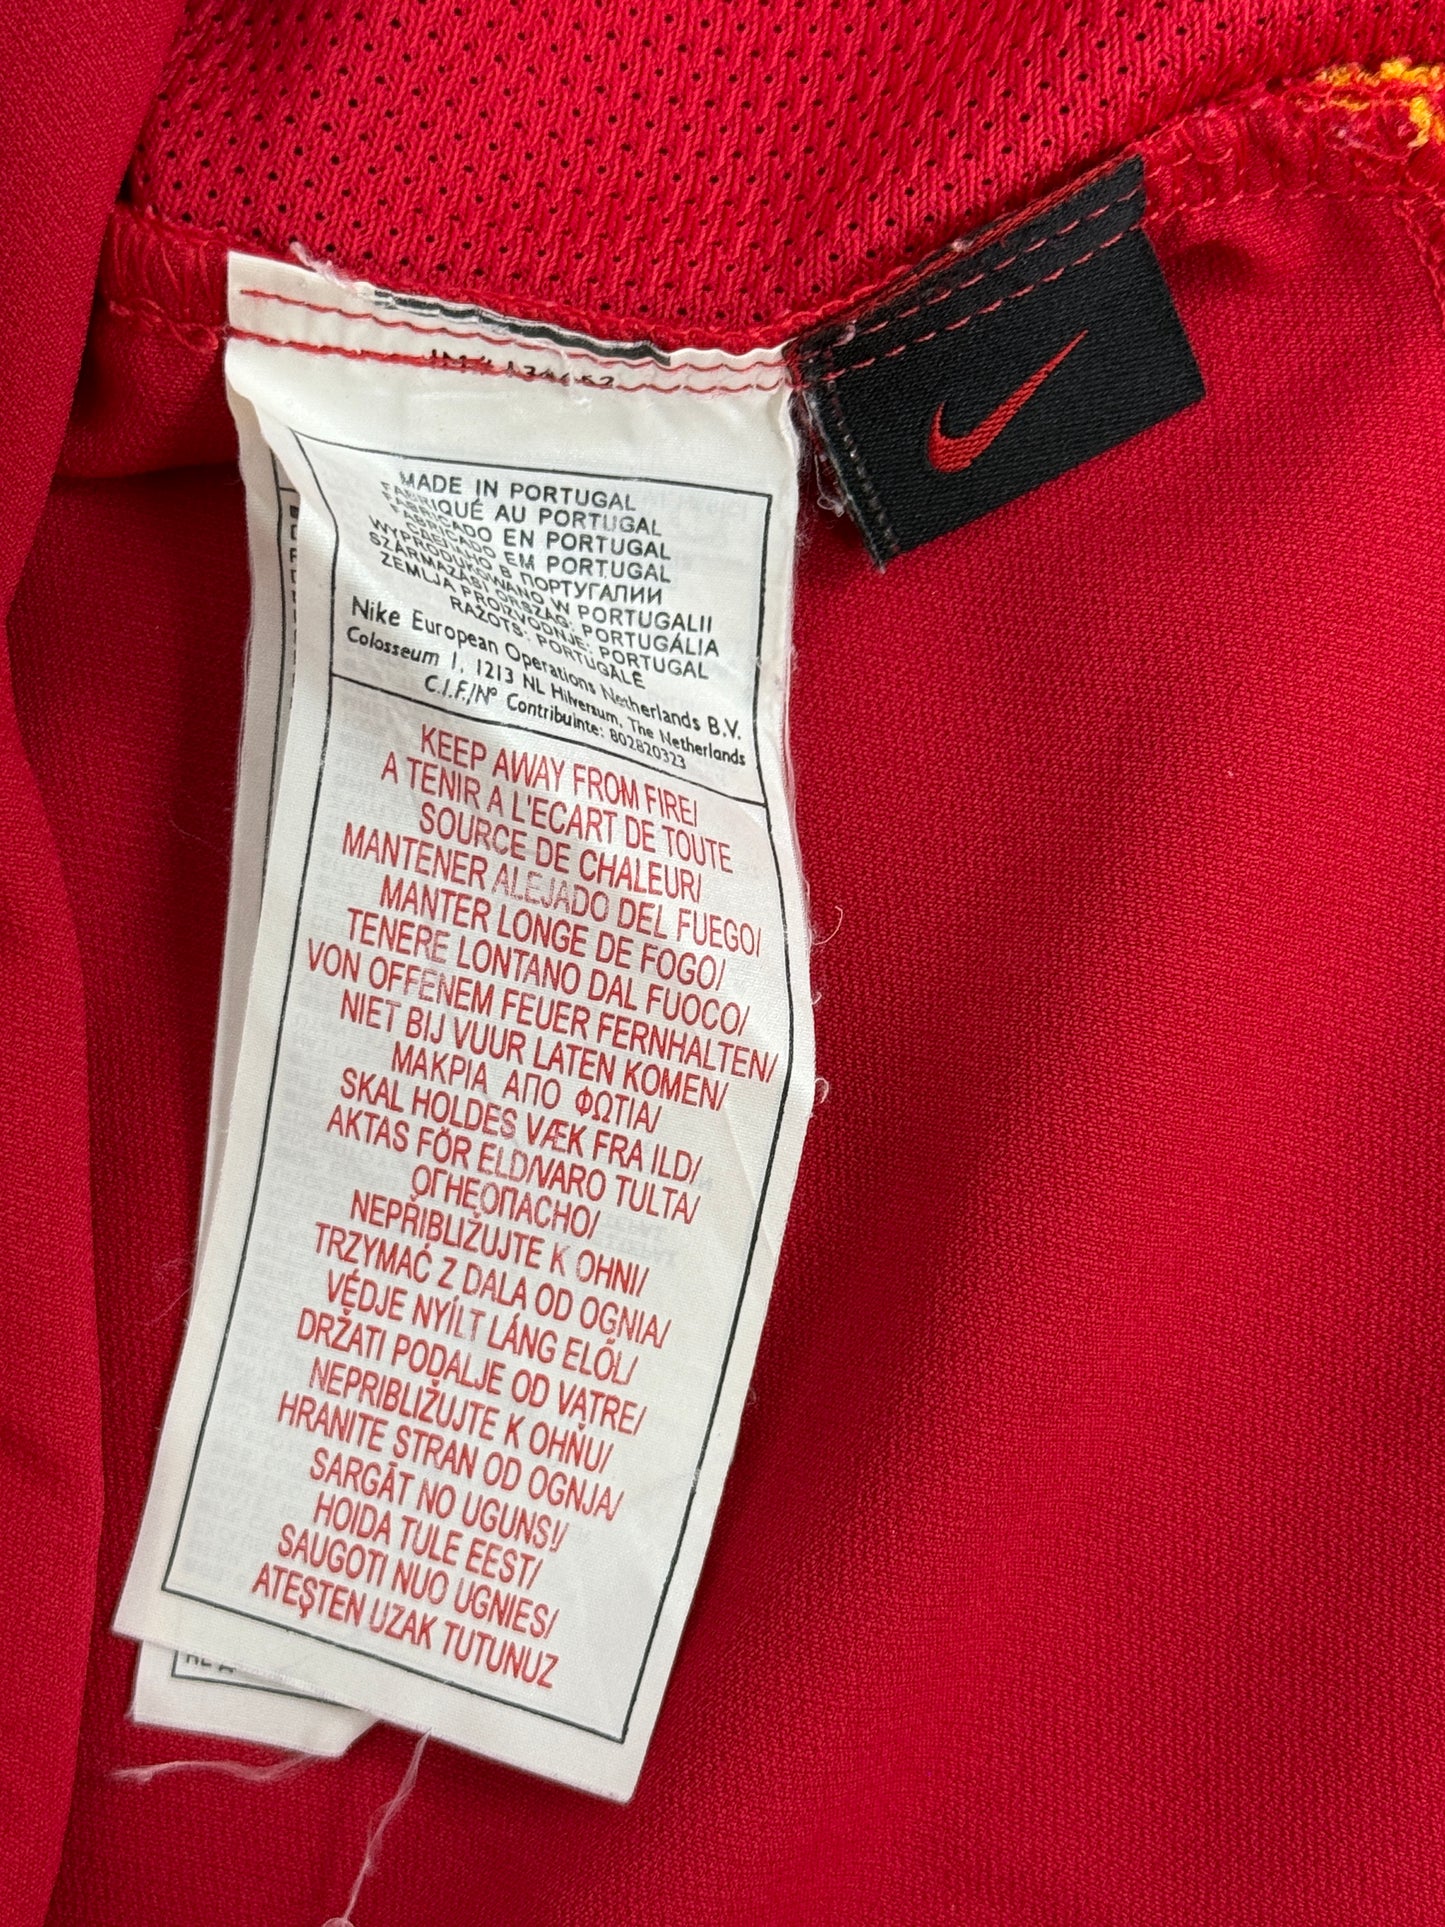 MADE IN PORTUGAL
FABRIQUÉ AU PORTUGAL
FABRICADO EN PORTUGAL
FABRICADO EM PORTUGAL
СДЕЛАНО В ПОРТУГАЛИИ
WYPRODUKOWANO W PORTUGALII
SZÁRMAZÁSI ORSZÁG: PORTUGÁLIA
ZEMLJA PROIZVODNJE: PORTUGAL
RAŽOTS: PORTUGĀLE
Nike European Operations Netherlands B.V.
Colosseum 1, 1213 NL Hilversum, The Netherlands
C.I.F./Nº Contribuinte: 802820323
KEEP AWAY FROM FIRE/
A TENIR A L'ECART DE TOUTE
SOURCE DE CHALEUR/
MANTENER ALEJADO DEL FUEGO/
MANTER LONGE DE FOGO/
TENERE LONTANO DAL FUOCO/
VON OFFENEM FEUER FERNHALTEN/
NIET BIJ VUUR LATEN KOMEN/
ΜΑΚΡΙΑ ΑΠΟ ΦΩΤΙΑ/
SKAL HOLDES VÆK FRA ILD/
AKTAS FÖR ELD/VARO TULTA/
ОГНЕОПАСНО/
NEPŘIBLIŽUJTE K OHNI/
TRZYMAĆ Z DALA OD OGNIA/
VÉDJE NYÍLT LÁNG ELŐL/
DRŽATI PODALJE OD VATRE/
NEPRIBLIŽUJTE K OHŇU/
HRANITE STRAN OD OGNJA/
SARGĀT NO UGUNS!/
HOIDA TULE EEST/
SAUGOTI NUO UGNIES/
ATEŞTEN UZAK TUTUNUZ